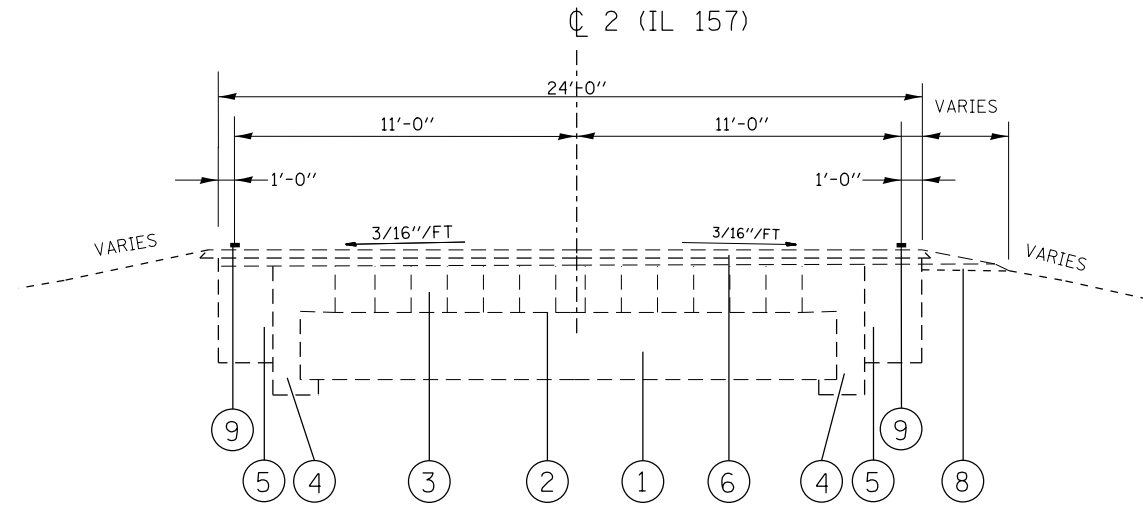 ℄ 2 (IL 157)
24'-0''
VARIES
11'-0''
11'-0''
1'-0''
1'-0''
VARIES
3/16''/FT
3/16''/FT
VARIES
9
9
5
4
3
2
1
6
4
5
8